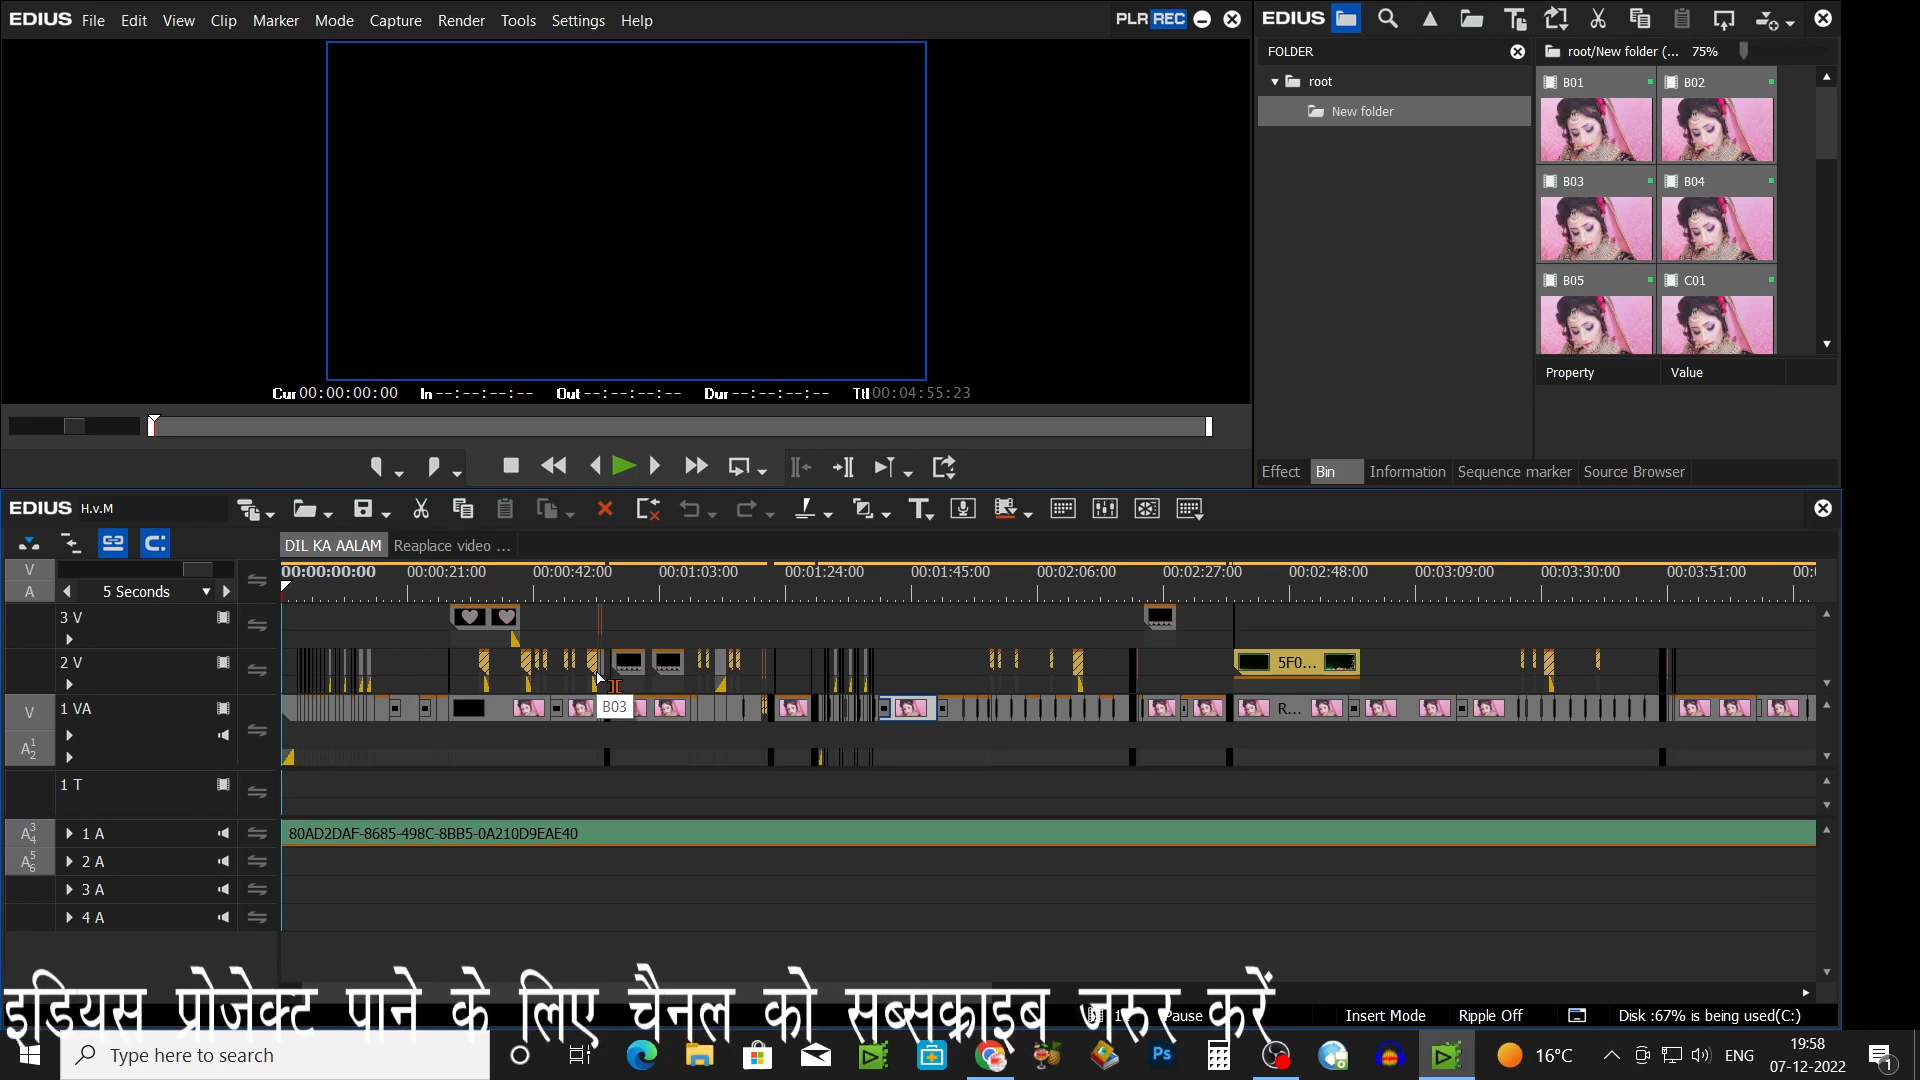 EDIUS File Edit View Clip Marker Mode Capture Render Tools Settings Help
PLR REC
EDIUS
FOLDER
root/New folder (... 75%
root
New folder
B01 B02
B03 B04
B05 C01
Property Value
Cur 00:00:00:00 In --:--:--:-- Out --:--:--:-- Dur --:--:--:-- Ttl 00:04:55:23
Effect Bin Information Sequence marker Source Browser
EDIUS H.v.M
DIL KA AALAM Reaplace video ...
V
A
5 Seconds
00:00:00:00 00:00:21:00 00:00:42:00 00:01:03:00 00:01:24:00 00:01:45:00 00:02:06:00 00:02:27:00 00:02:48:00 00:03:09:00 00:03:30:00 00:03:51:00
3 V
2 V
5F0...
V 1 VA
R...
B03
A12
1 T
A34 1 A
80AD2DAF-8685-498C-8BB5-0A210D9EAE40
A56 2 A
3 A
4 A
इडियस प्रोजेक्ट पाने के लिए चैनल को सब्सक्राइब जरुर करें
Pause
Insert Mode Ripple Off Disk :67% is being used(C:)
Type here to search
Ps
16°C
ENG
19:58
07-12-2022
1